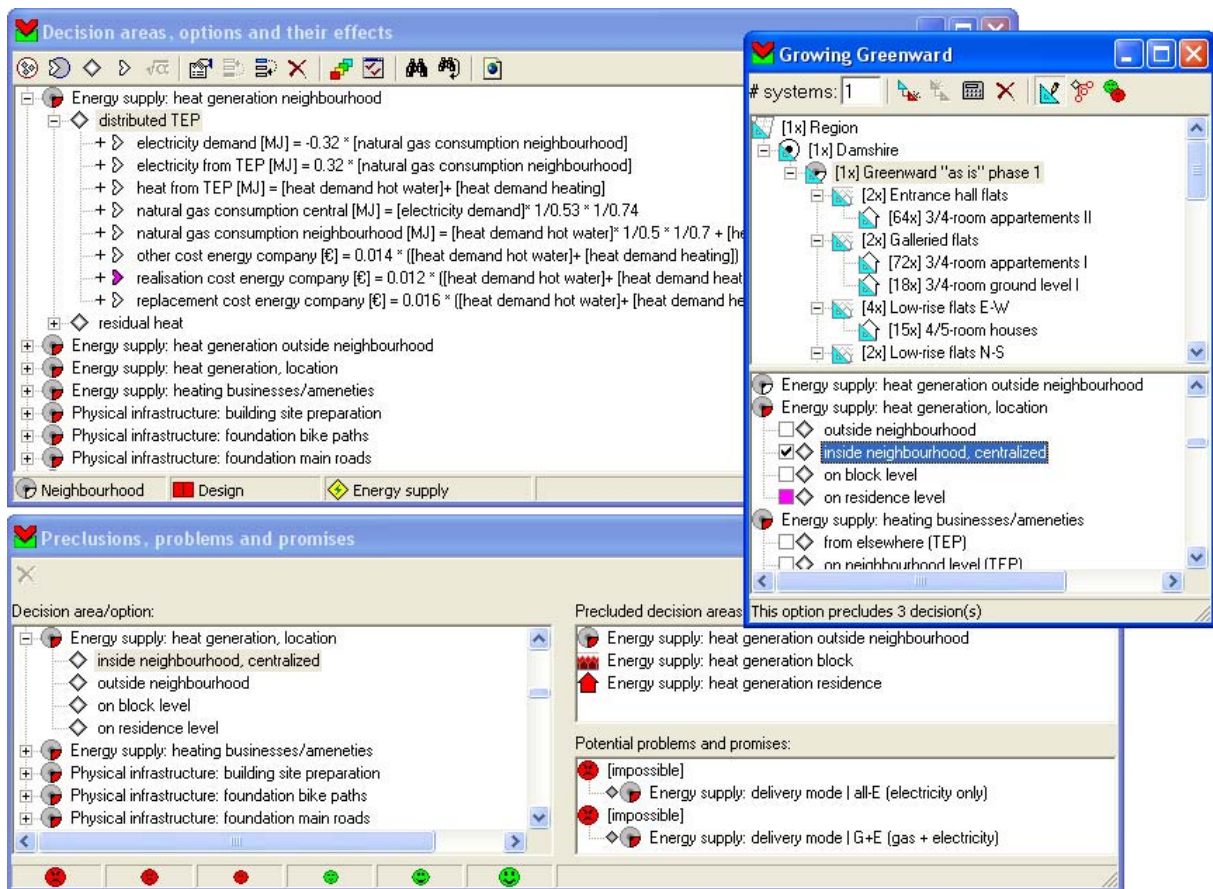 Decision areas, options and their effects
Energy supply: heat generation neighbourhood
distributed TEP
+ electricity demand [MJ] = -0.32 * [natural gas consumption neighbourhood]
+ electricity from TEP [MJ] = 0.32 * [natural gas consumption neighbourhood]
+ heat from TEP [MJ] = [heat demand hot water]+ [heat demand heating]
+ natural gas consumption central [MJ] = [electricity demand]* 1/0.53 * 1/0.74
+ natural gas consumption neighbourhood [MJ] = [heat demand hot water]* 1/0.5 * 1/0.7 + [he
+ other cost energy company [€] = 0.014 * ([heat demand hot water]+ [heat demand heating])
+ realisation cost energy company [€] = 0.012 * ([heat demand hot water]+ [heat demand heat
+ replacement cost energy company [€] = 0.016 * ([heat demand hot water]+ [heat demand he
residual heat
Energy supply: heat generation outside neighbourhood
Energy supply: heat generation, location
Energy supply: heating businesses/ameneties
Physical infrastructure: building site preparation
Physical infrastructure: foundation bike paths
Physical infrastructure: foundation main roads
Neighbourhood Design Energy supply
Growing Greenward
# systems: 1
[1x] Region
[1x] Damshire
[1x] Greenward "as is" phase 1
[2x] Entrance hall flats
[64x] 3/4-room appartements II
[2x] Galleried flats
[72x] 3/4-room appartements I
[18x] 3/4-room ground level I
[4x] Low-rise flats E-W
[15x] 4/5-room houses
[2x] Low-rise flats N-S
Energy supply: heat generation outside neighbourhood
Energy supply: heat generation, location
outside neighbourhood
inside neighbourhood, centralized
on block level
on residence level
Energy supply: heating businesses/ameneties
from elsewhere (TEP)
on neighbourhood level (TEP)
This option precludes 3 decision(s)
Preclusions, problems and promises
Decision area/option:
Energy supply: heat generation, location
inside neighbourhood, centralized
outside neighbourhood
on block level
on residence level
Energy supply: heating businesses/ameneties
Physical infrastructure: building site preparation
Physical infrastructure: foundation bike paths
Physical infrastructure: foundation main roads
Precluded decision areas
Energy supply: heat generation outside neighbourhood
Energy supply: heat generation block
Energy supply: heat generation residence
Potential problems and promises:
[impossible]
Energy supply: delivery mode | all-E (electricity only)
[impossible]
Energy supply: delivery mode | G+E (gas + electricity)